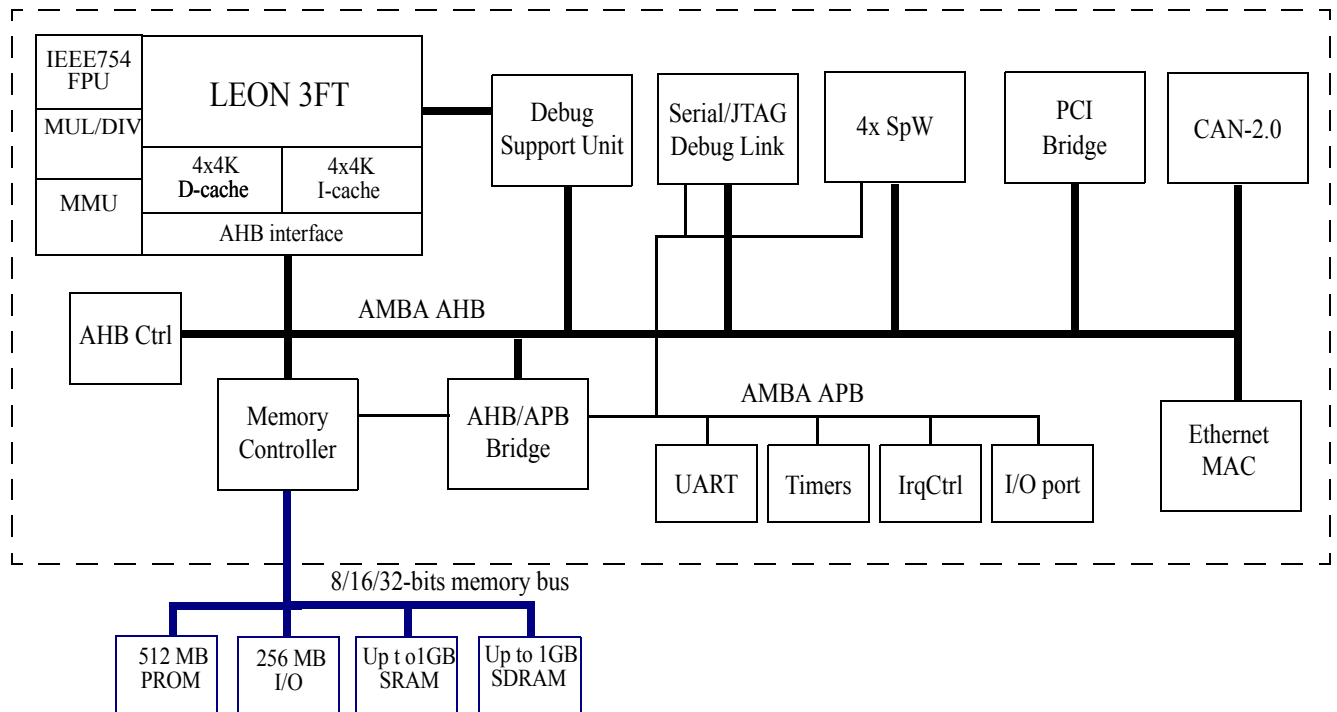 IEEE754
FPU
MUL/DIV
MMU
LEON 3FT
4x4K
D-cache
4x4K
I-cache
AHB interface
Debug
Support Unit
Serial/JTAG
Debug Link
4x SpW
PCI
Bridge
CAN-2.0
AMBA AHB
AHB Ctrl
Memory
Controller
AHB/APB
Bridge
AMBA APB
UART
Timers
IrqCtrl
I/O port
Ethernet
MAC
8/16/32-bits memory bus
512 MB
PROM
256 MB
I/O
Up t o1GB
SRAM
Up to 1GB
SDRAM